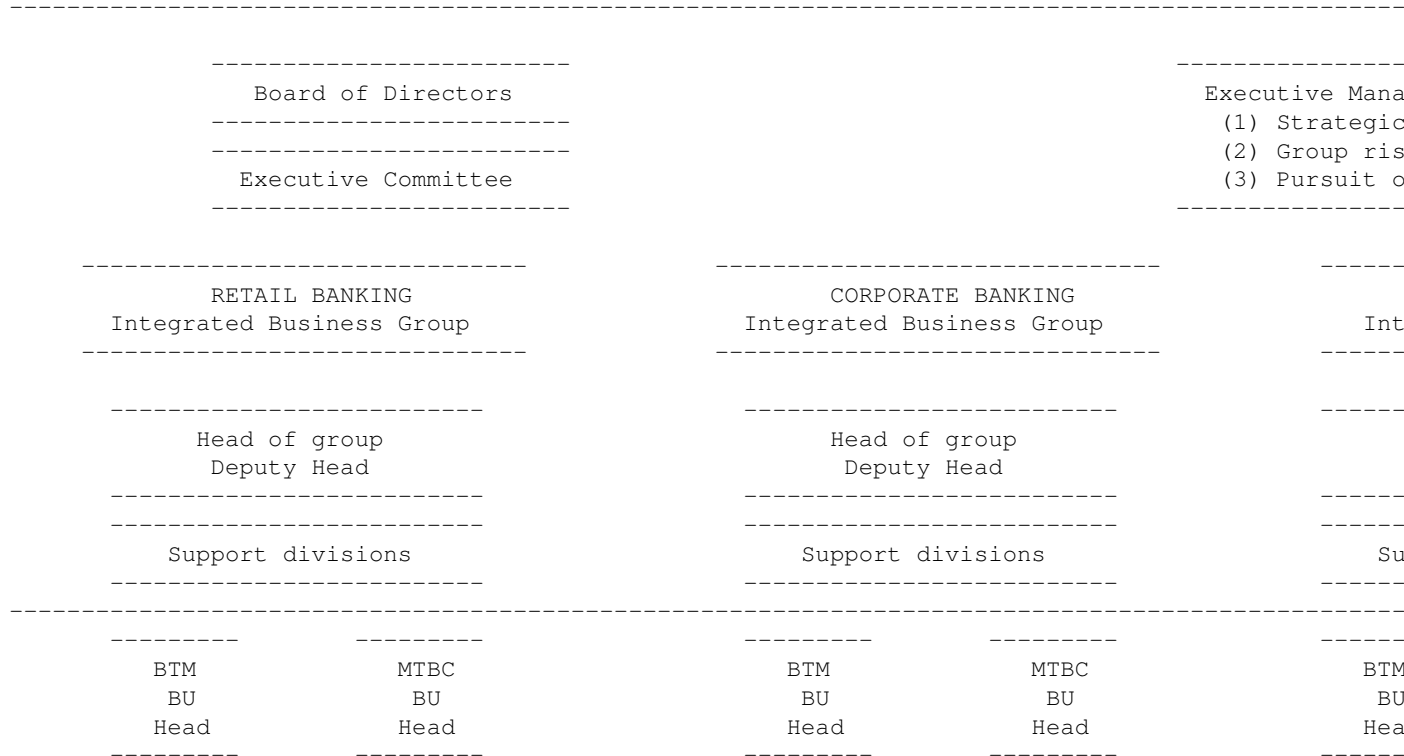 Board of Directors Executive Mana
(1) Strategic
(2) Group ris
Executive Committee (3) Pursuit o
RETAIL BANKING CORPORATE BANKING
Integrated Business Group Integrated Business Group Int
Head of group Head of group
Deputy Head Deputy Head
Support divisions Support divisions Su
BTM MTBC BTM MTBC BTM
BU BU BU BU BU
Head Head Head Head Hea